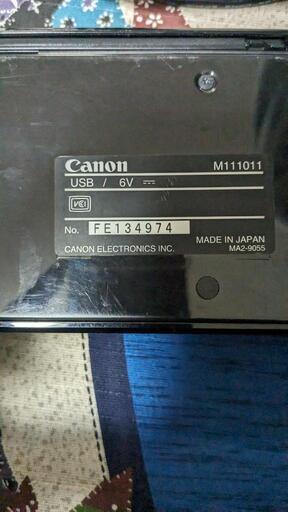 Canon M111011
USB / 6V ⎓
VCI
No. FE134974
MADE IN JAPAN
CANON ELECTRONICS INC. MA2-9055